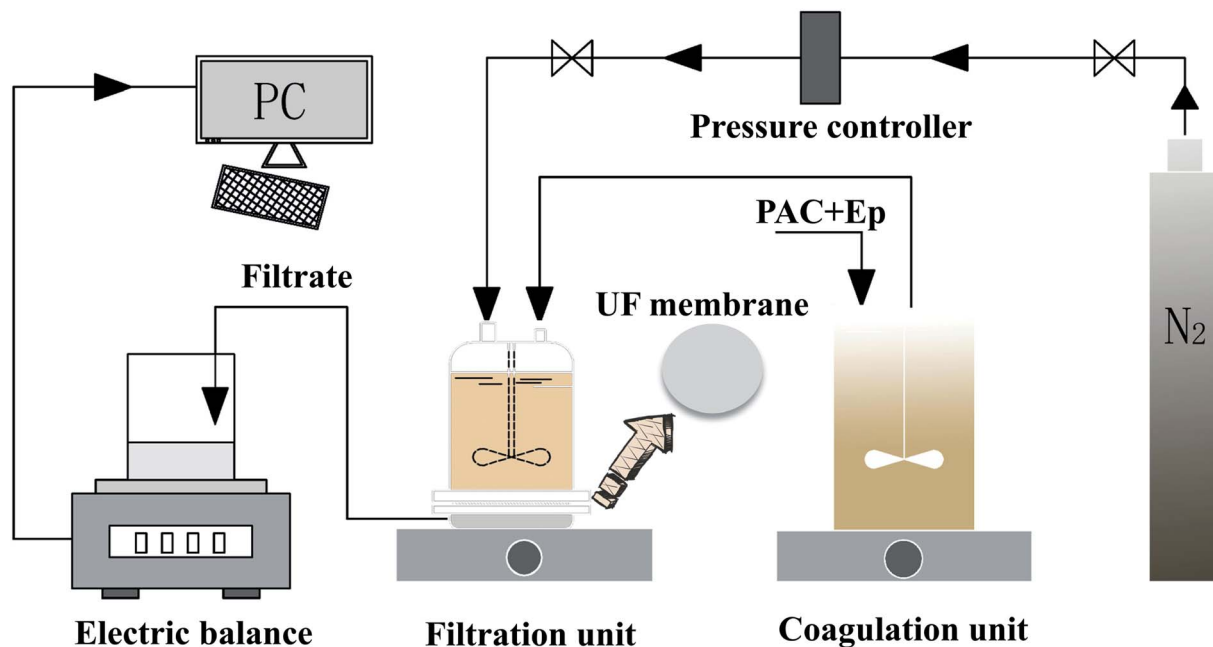 PC
Pressure controller
PAC+Ep
Filtrate
UF membrane
N₂
Electric balance
Filtration unit
Coagulation unit